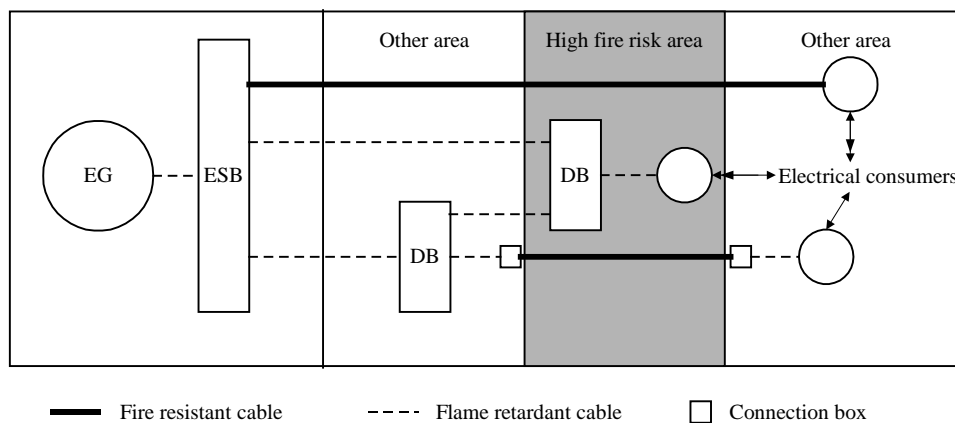 Other area
High fire risk area
Other area
EG
ESB
DB
Electrical consumers
DB
Fire resistant cable
Flame retardant cable
Connection box